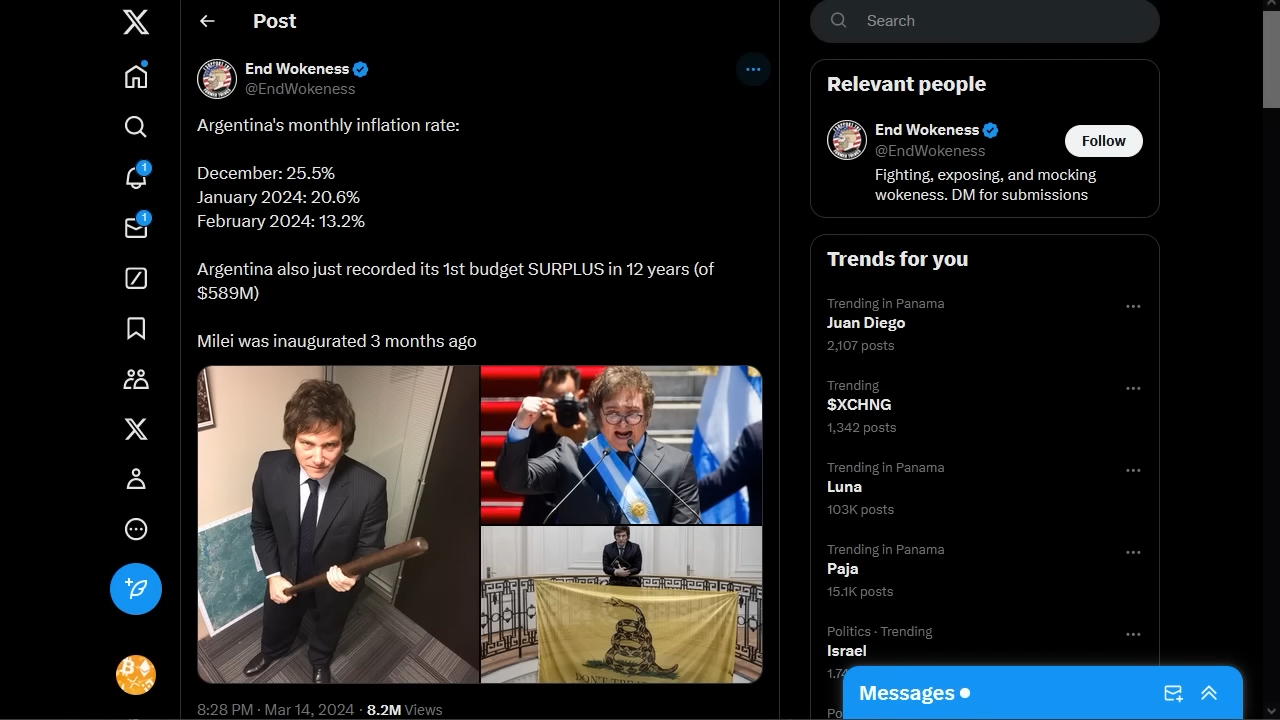 Post
End Wokeness
@EndWokeness
Argentina's monthly inflation rate:
December: 25.5%
January 2024: 20.6%
February 2024: 13.2%
Argentina also just recorded its 1st budget SURPLUS in 12 years (of
$589M)
Milei was inaugurated 3 months ago
8:28 PM · Mar 14, 2024 · 8.2M Views
1
1
Search
Relevant people
End Wokeness
@EndWokeness
Follow
Fighting, exposing, and mocking
wokeness. DM for submissions
Trends for you
Trending in Panama
Juan Diego
2,107 posts
Trending
$XCHNG
1,342 posts
Trending in Panama
Luna
103K posts
Trending in Panama
Paja
15.1K posts
Politics · Trending
Israel
Messages